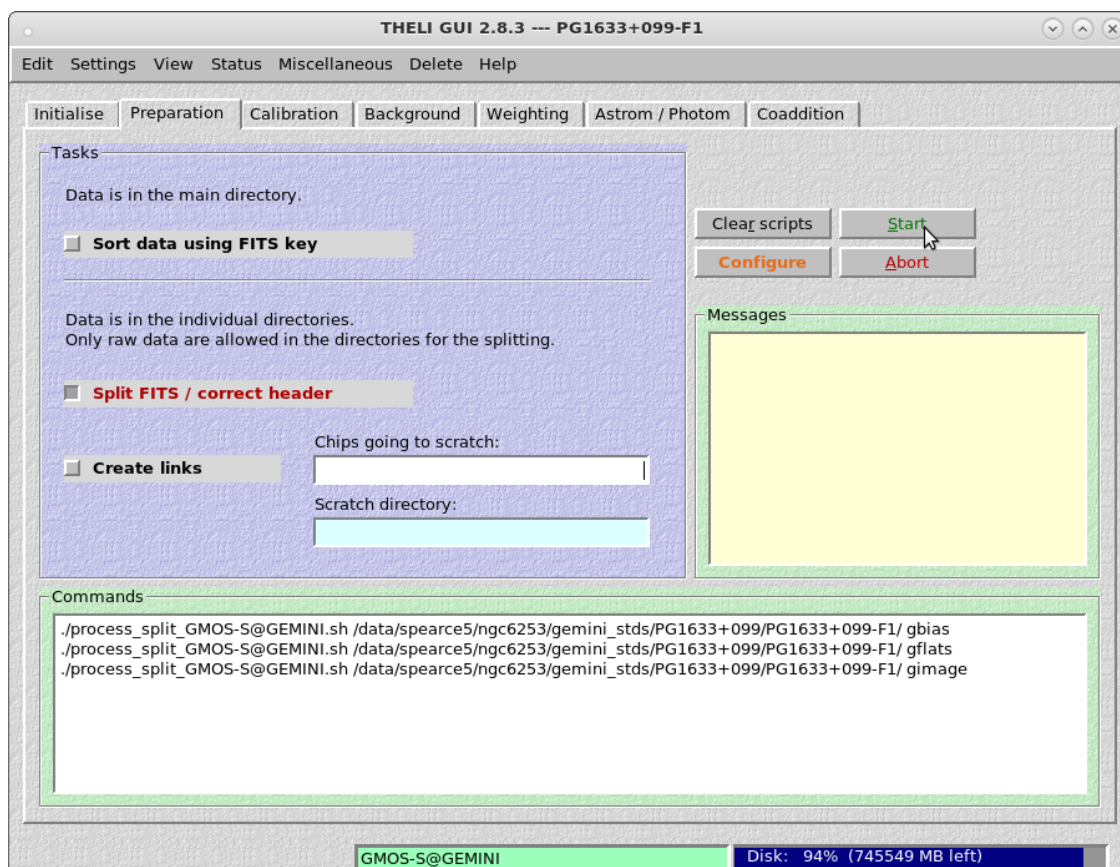 THELI GUI 2.8.3 --- PG1633+099-F1
Edit Settings View Status Miscellaneous Delete Help
Initialise Preparation Calibration Background Weighting Astrom / Photom Coaddition
Tasks
Data is in the main directory.
Sort data using FITS key
Clear scripts Start
Configure Abort
Data is in the individual directories.
Only raw data are allowed in the directories for the splitting.
Split FITS / correct header
Chips going to scratch:
Create links
Scratch directory:
Messages
Commands
./process_split_GMOS-S@GEMINI.sh /data/spearce5/ngc6253/gemini_stds/PG1633+099/PG1633+099-F1/ gbias
./process_split_GMOS-S@GEMINI.sh /data/spearce5/ngc6253/gemini_stds/PG1633+099/PG1633+099-F1/ gflats
./process_split_GMOS-S@GEMINI.sh /data/spearce5/ngc6253/gemini_stds/PG1633+099/PG1633+099-F1/ gimage
GMOS-S@GEMINI Disk: 94% (745549 MB left)